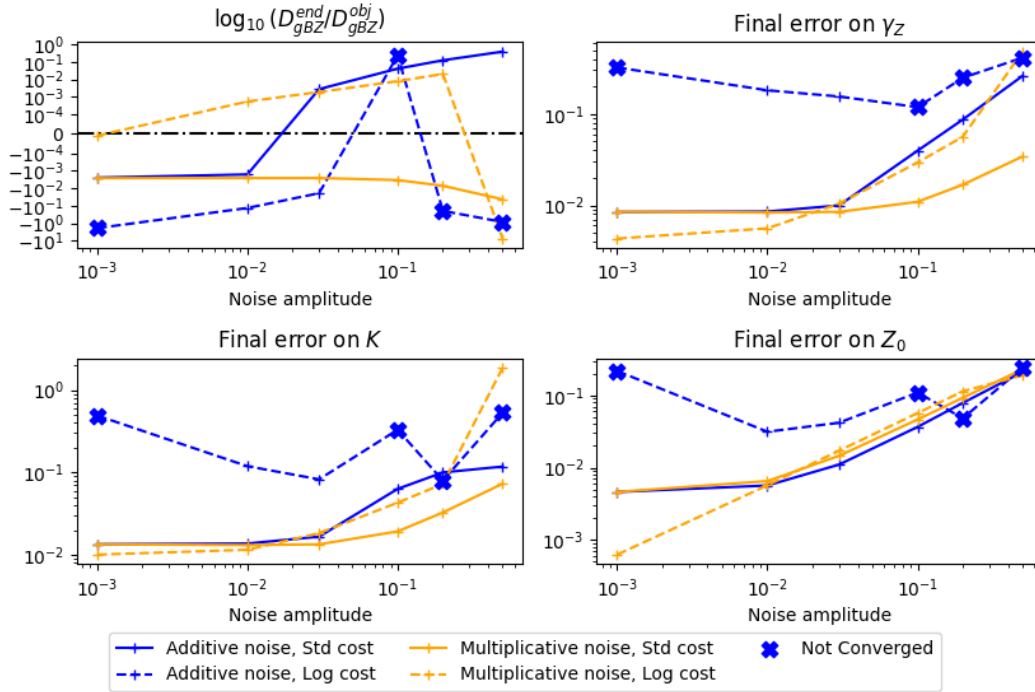 log₁₀ (D_{gBZ}^{end}/D_{gBZ}^{obj})
10⁰
10⁻¹
10⁻²
10⁻³
10⁻⁴
0
−10⁻⁴
−10⁻³
−10⁻²
−10⁻¹
−10⁰
−10¹
10⁻³ 10⁻² 10⁻¹
Noise amplitude
Final error on γ_Z
10⁻¹
10⁻²
10⁻³ 10⁻² 10⁻¹
Noise amplitude
Final error on K
10⁰
10⁻¹
10⁻²
10⁻³ 10⁻² 10⁻¹
Noise amplitude
Final error on Z₀
10⁻¹
10⁻²
10⁻³
10⁻³ 10⁻² 10⁻¹
Noise amplitude
Additive noise, Std cost
Additive noise, Log cost
Multiplicative noise, Std cost
Multiplicative noise, Log cost
Not Converged